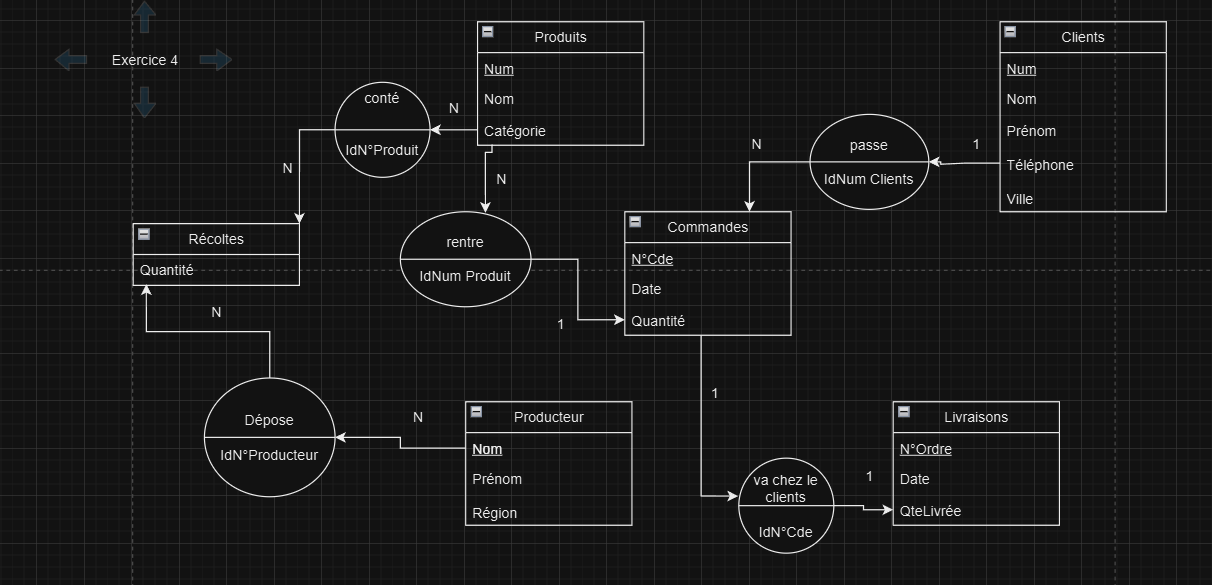 Exercice 4
Produits
Num
Nom
Catégorie
Clients
Num
Nom
Prénom
Téléphone
Ville
conté
IdN°Produit
N
N
N
passe
IdNum Clients
N
1
Récoltes
Quantité
rentre
IdNum Produit
1
Commandes
N°Cde
Date
Quantité
N
1
Dépose
IdN°Producteur
N
Producteur
Nom
Prénom
Région
va chez le
clients
IdN°Cde
1
Livraisons
N°Ordre
Date
QteLivrée